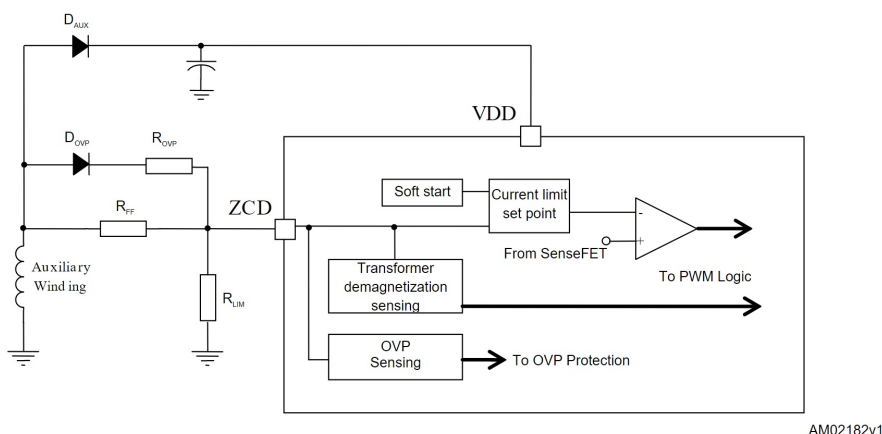 DAUX
VDD
DOVP
ROVP
Soft start
Current limit
set point
ZCD
RFF
-
+
From SenseFET
Auxiliary
Winding
Transformer
demagnetization
sensing
To PWM Logic
RLIM
OVP
Sensing
To OVP Protection
AM02182v1